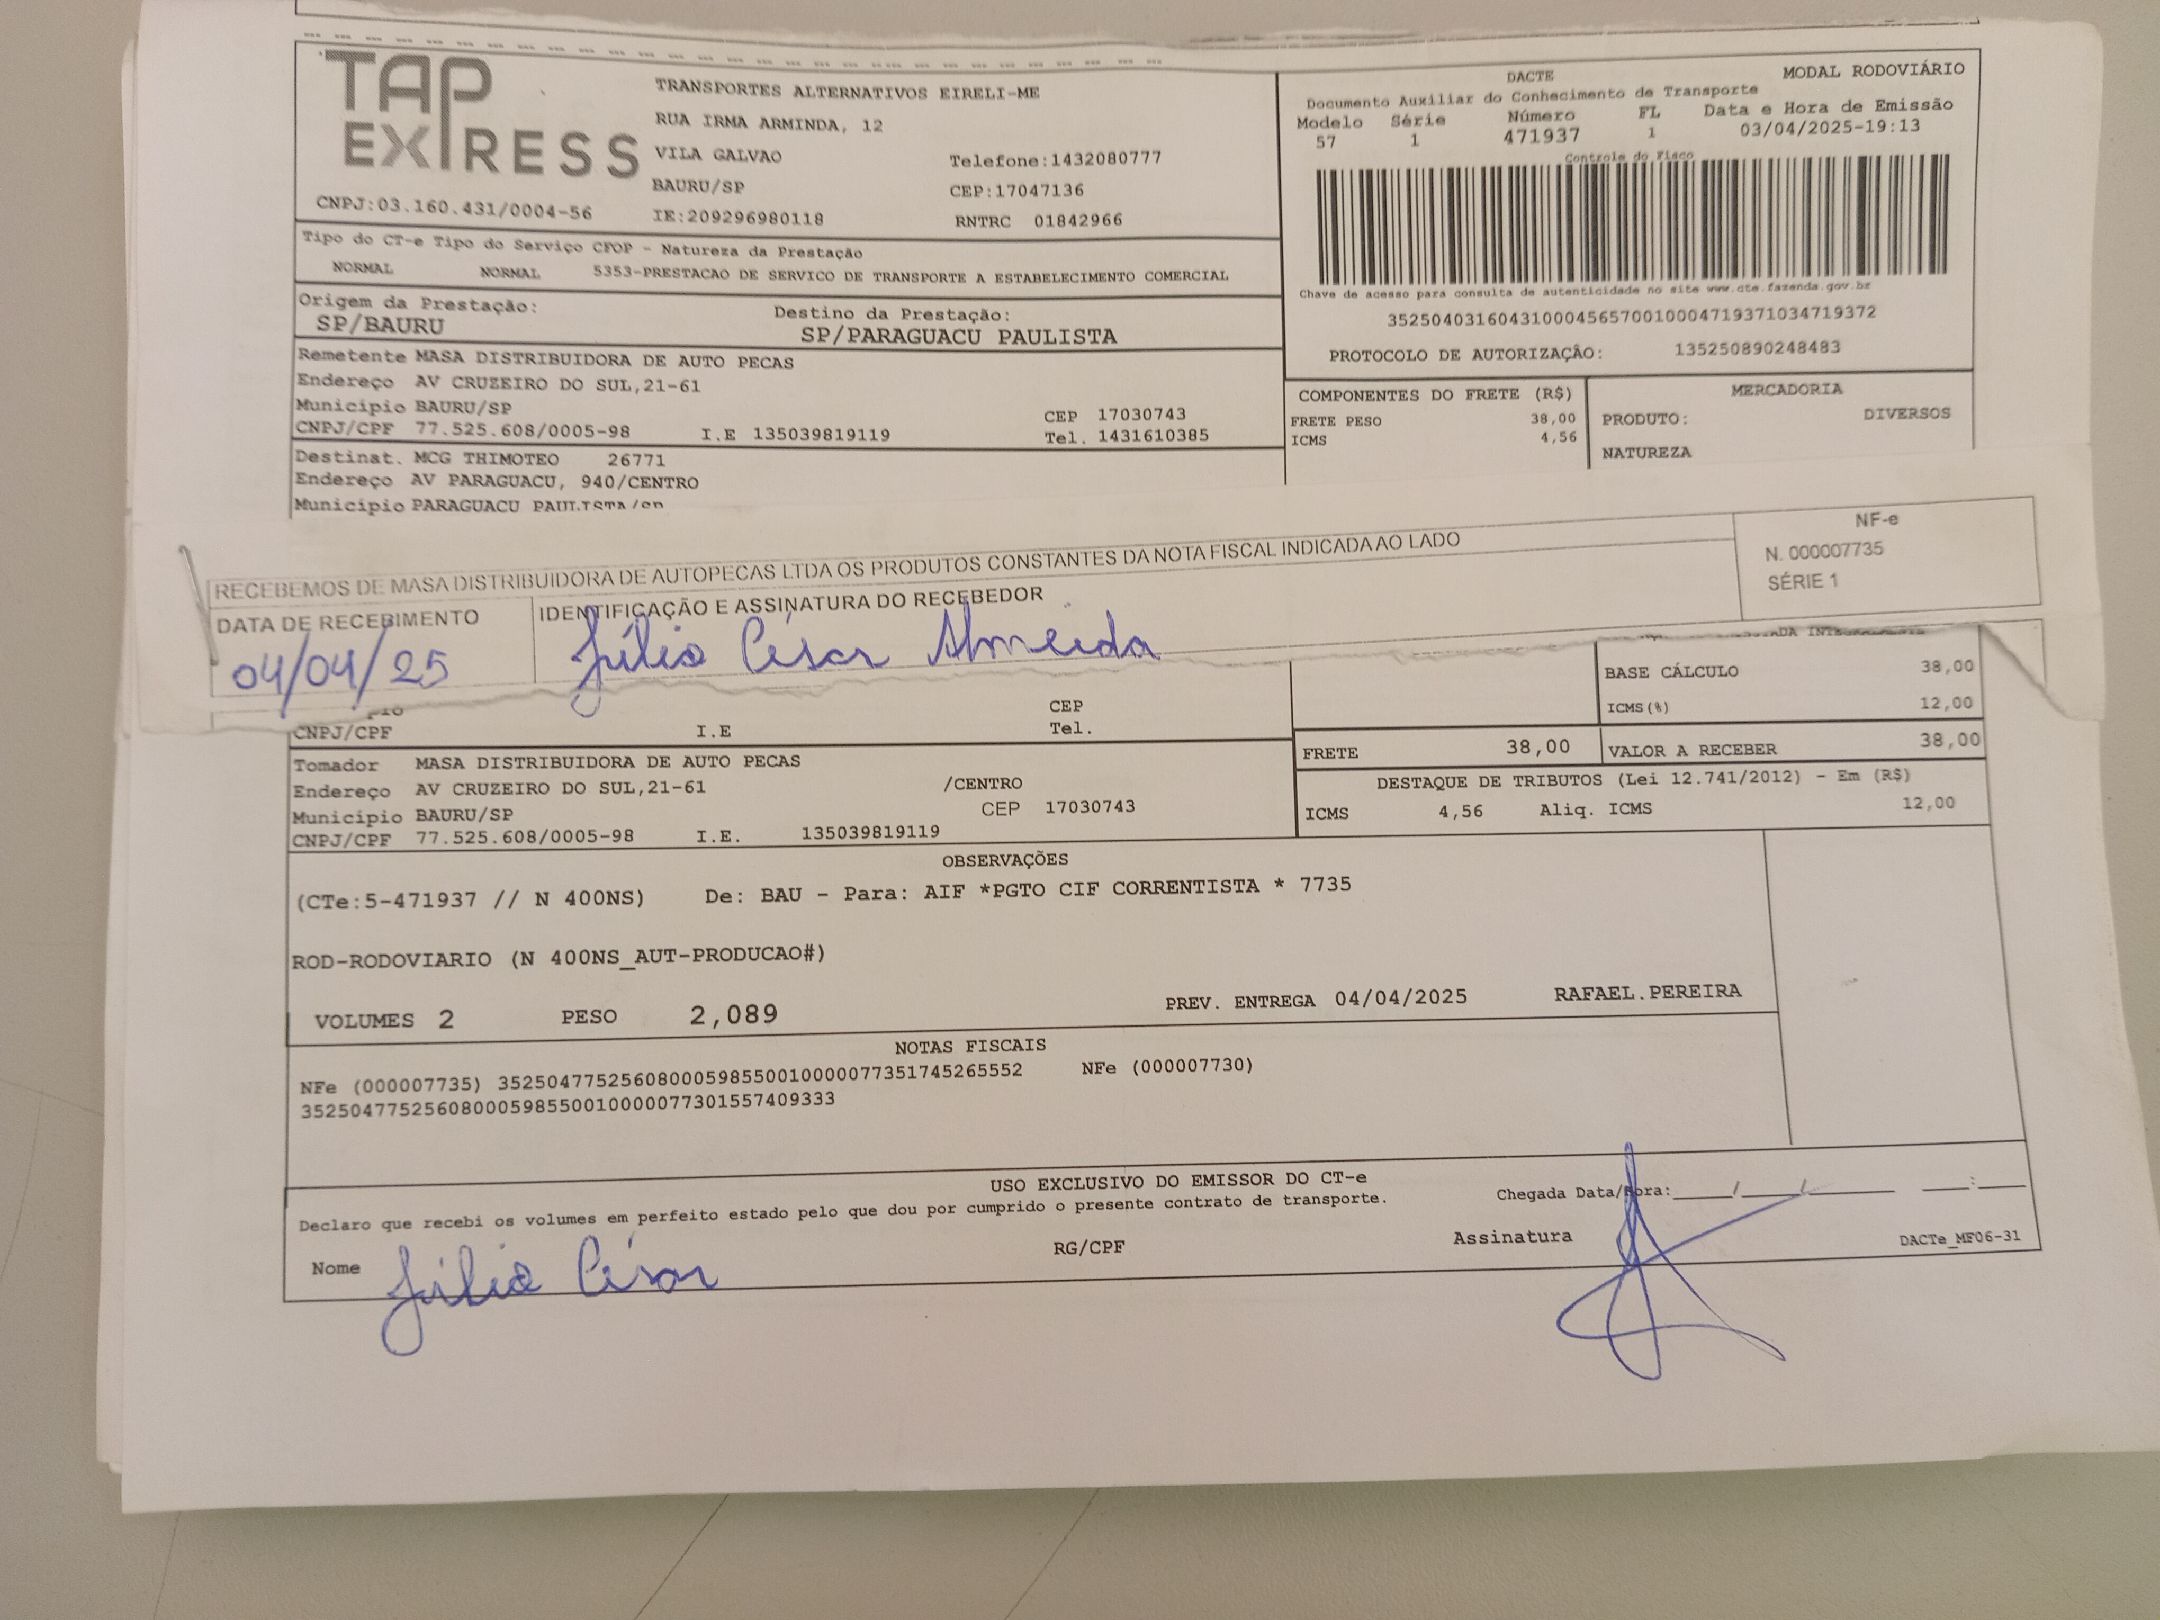 TAP
EXPRESS
CNPJ:03.160.431/0004-56
TRANSPORTES ALTERNATIVOS EIRELI-ME
RUA IRMA ARMINDA, 12
VILA GALVAO Telefone:1432080777
BAURU/SP CEP:17047136
IE:209296980118 RNTRC 01842966
DACTE MODAL RODOVIÁRIO
Documento Auxiliar do Conhecimento de Transporte
Modelo Série Número FL Data e Hora de Emissão
57 1 471937 1 03/04/2025-19:13
Controle do Fisco
Chave de acesso para consulta de autenticidade no site www.cte.fazenda.gov.br
35250403160431000456570010004719371034719372
PROTOCOLO DE AUTORIZAÇÃO: 135250890248483
Tipo do CT-e Tipo do Serviço CFOP - Natureza da Prestação
NORMAL NORMAL 5353-PRESTACAO DE SERVICO DE TRANSPORTE A ESTABELECIMENTO COMERCIAL
Origem da Prestação: Destino da Prestação:
SP/BAURU SP/PARAGUACU PAULISTA
Remetente MASA DISTRIBUIDORA DE AUTO PECAS
Endereço AV CRUZEIRO DO SUL,21-61
Município BAURU/SP CEP 17030743
CNPJ/CPF 77.525.608/0005-98 I.E 135039819119 Tel. 1431610385
COMPONENTES DO FRETE (R$) MERCADORIA
FRETE PESO 38,00 PRODUTO: DIVERSOS
ICMS 4,56
NATUREZA
Destinat. MCG THIMOTEO 26771
Endereço AV PARAGUACU, 940/CENTRO
Município PARAGUACU PAULISTA/SP
RECEBEMOS DE MASA DISTRIBUIDORA DE AUTOPECAS LTDA OS PRODUTOS CONSTANTES DA NOTA FISCAL INDICADA AO LADO
NF-e
N. 000007735
SÉRIE 1
DATA DE RECEBIMENTO IDENTIFICAÇÃO E ASSINATURA DO RECEBEDOR
04/04/25 Júlio César Almeida
CEP
CNPJ/CPF I.E Tel.
BASE CÁLCULO 38,00
ICMS(%) 12,00
FRETE 38,00 VALOR A RECEBER 38,00
DESTAQUE DE TRIBUTOS (Lei 12.741/2012) - Em (R$)
ICMS 4,56 Aliq. ICMS 12,00
Tomador MASA DISTRIBUIDORA DE AUTO PECAS
Endereço AV CRUZEIRO DO SUL,21-61 /CENTRO
Município BAURU/SP CEP 17030743
CNPJ/CPF 77.525.608/0005-98 I.E. 135039819119
OBSERVAÇÕES
(CTe:5-471937 // N 400NS) De: BAU - Para: AIF *PGTO CIF CORRENTISTA * 7735
ROD-RODOVIARIO (N 400NS_AUT-PRODUCAO#)
VOLUMES 2 PESO 2,089 PREV. ENTREGA 04/04/2025 RAFAEL.PEREIRA
NOTAS FISCAIS
NFe (000007735) 35250477525608000598550010000077351745265552 NFe (000007730)
35250477525608000598550010000077301557409333
USO EXCLUSIVO DO EMISSOR DO CT-e
Declaro que recebi os volumes em perfeito estado pelo que dou por cumprido o presente contrato de transporte. Chegada Data/Hora:____/____/______ ____:____
Nome Júlio César RG/CPF Assinatura DACTe_MF06-31